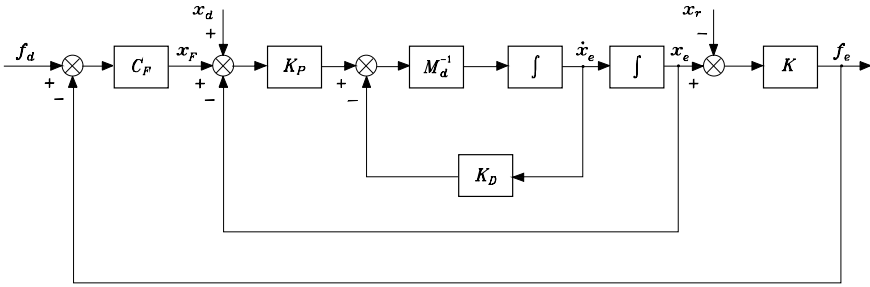 x_d
x_r
f_d
+
−
C_F
x_F
+
+
−
K_P
+
−
M_d^{-1}
∫
ẋ_e
∫
x_e
−
+
K
f_e
K_D